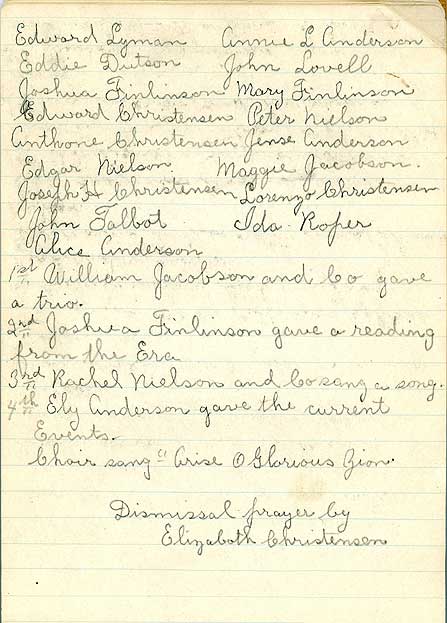 Edward Lyman Annie L Anderson
Eddie Dutson John Lovell
Joshua Finlinson Mary Finlinson
Edward Christensen Peter Nielson
Anthone Christensen Jense Anderson
Edgar Nielson. Maggie Jacobson.
Joseph H Christensen Lorenzo Christensen
John Talbot Ida Roper
Alice Anderson
1st William Jacobson and Co gave
a trio.
2nd Joshua Finlinson gave a reading
from the Era
3rd Rachel Nielson and Co sang a song.
4th Ely Anderson gave the current
Events.
Choir sang "Arise O Glorious Zion.
Dismissal prayer by
Elizabeth Christensen